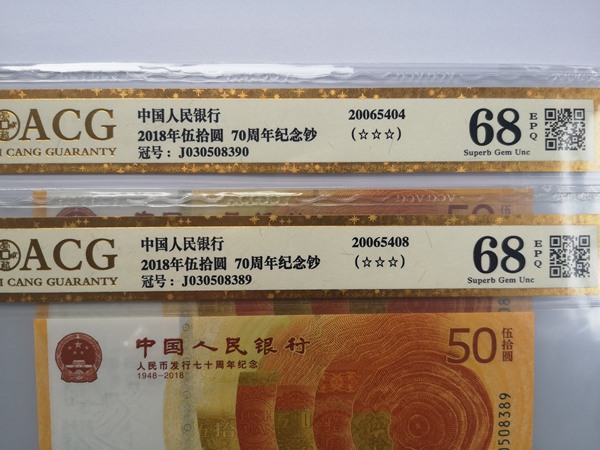 ACG
I CANG GUARANTY
中国人民银行
2018年伍拾圆 70周年纪念钞
冠号: J030508390
20065404
(☆☆☆)
68
EPQ
Superb Gem Unc
ACG
I CANG GUARANTY
中国人民银行
2018年伍拾圆 70周年纪念钞
冠号: J030508389
20065408
(☆☆☆)
68
EPQ
Superb Gem Unc
中国人民银行
人民币发行七十周年纪念
1948-2018
50
伍拾圆
0508389